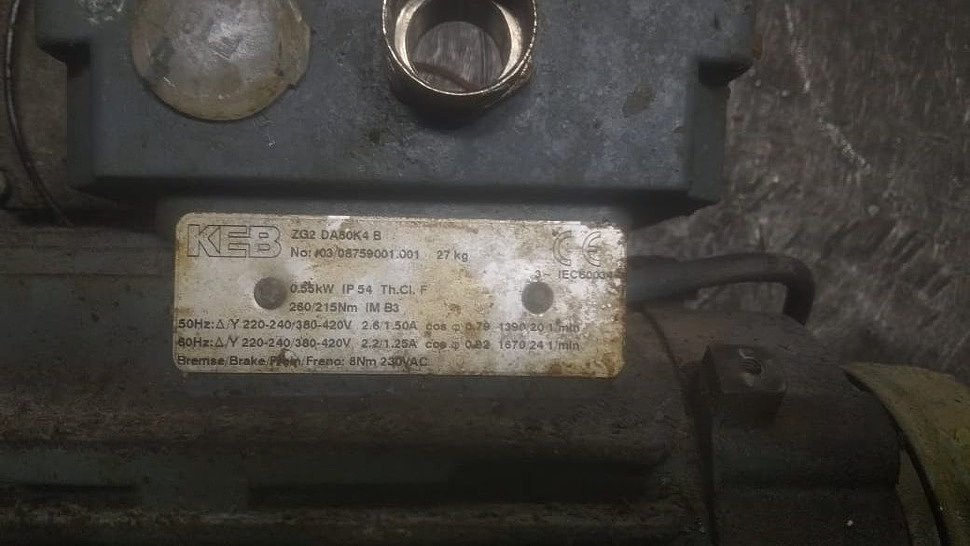 KEB
ZG2 DA80K4 B
No: 03/08759001.001 27 kg
CE
3~ IEC60034
0.55kW IP 54 Th.Cl. F
260/215Nm IM B3
50Hz: Δ/Y 220-240/380-420V 2.6/1.50A cos φ 0.79 1390/20 1/min
60Hz: Δ/Y 220-240/380-420V 2.2/1.25A cos φ 0.82 1670/24 1/min
Bremse/Brake/Frein/Freno: 8Nm 230VAC